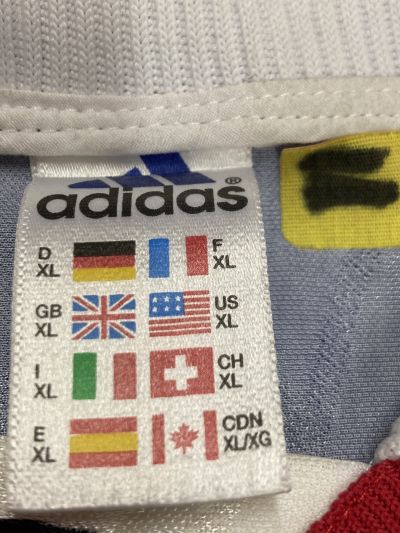 adidas
D XL F XL
GB XL US XL
I XL CH XL
E XL CDN XL/XG